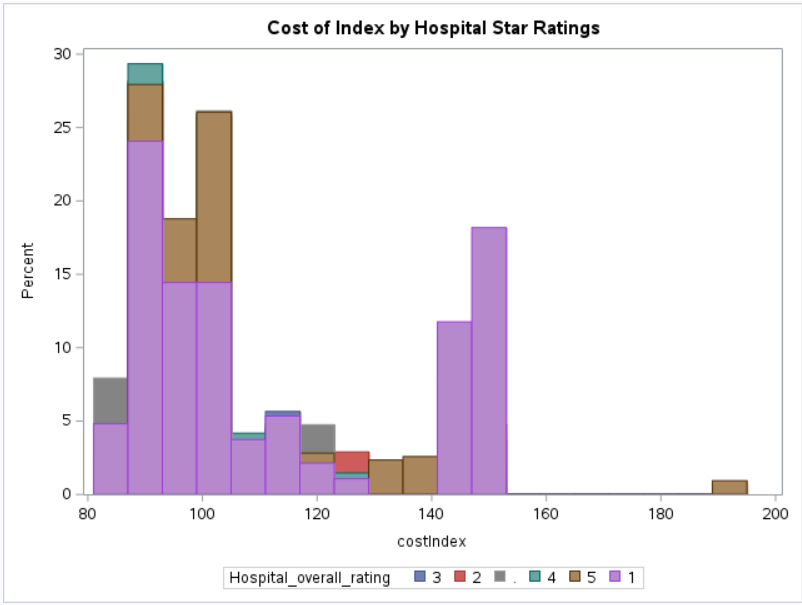 Cost of Index by Hospital Star Ratings
30
25
20
15
10
5
0
Percent
80 100 120 140 160 180 200
costIndex
Hospital_overall_rating 3 2 . 4 5 1